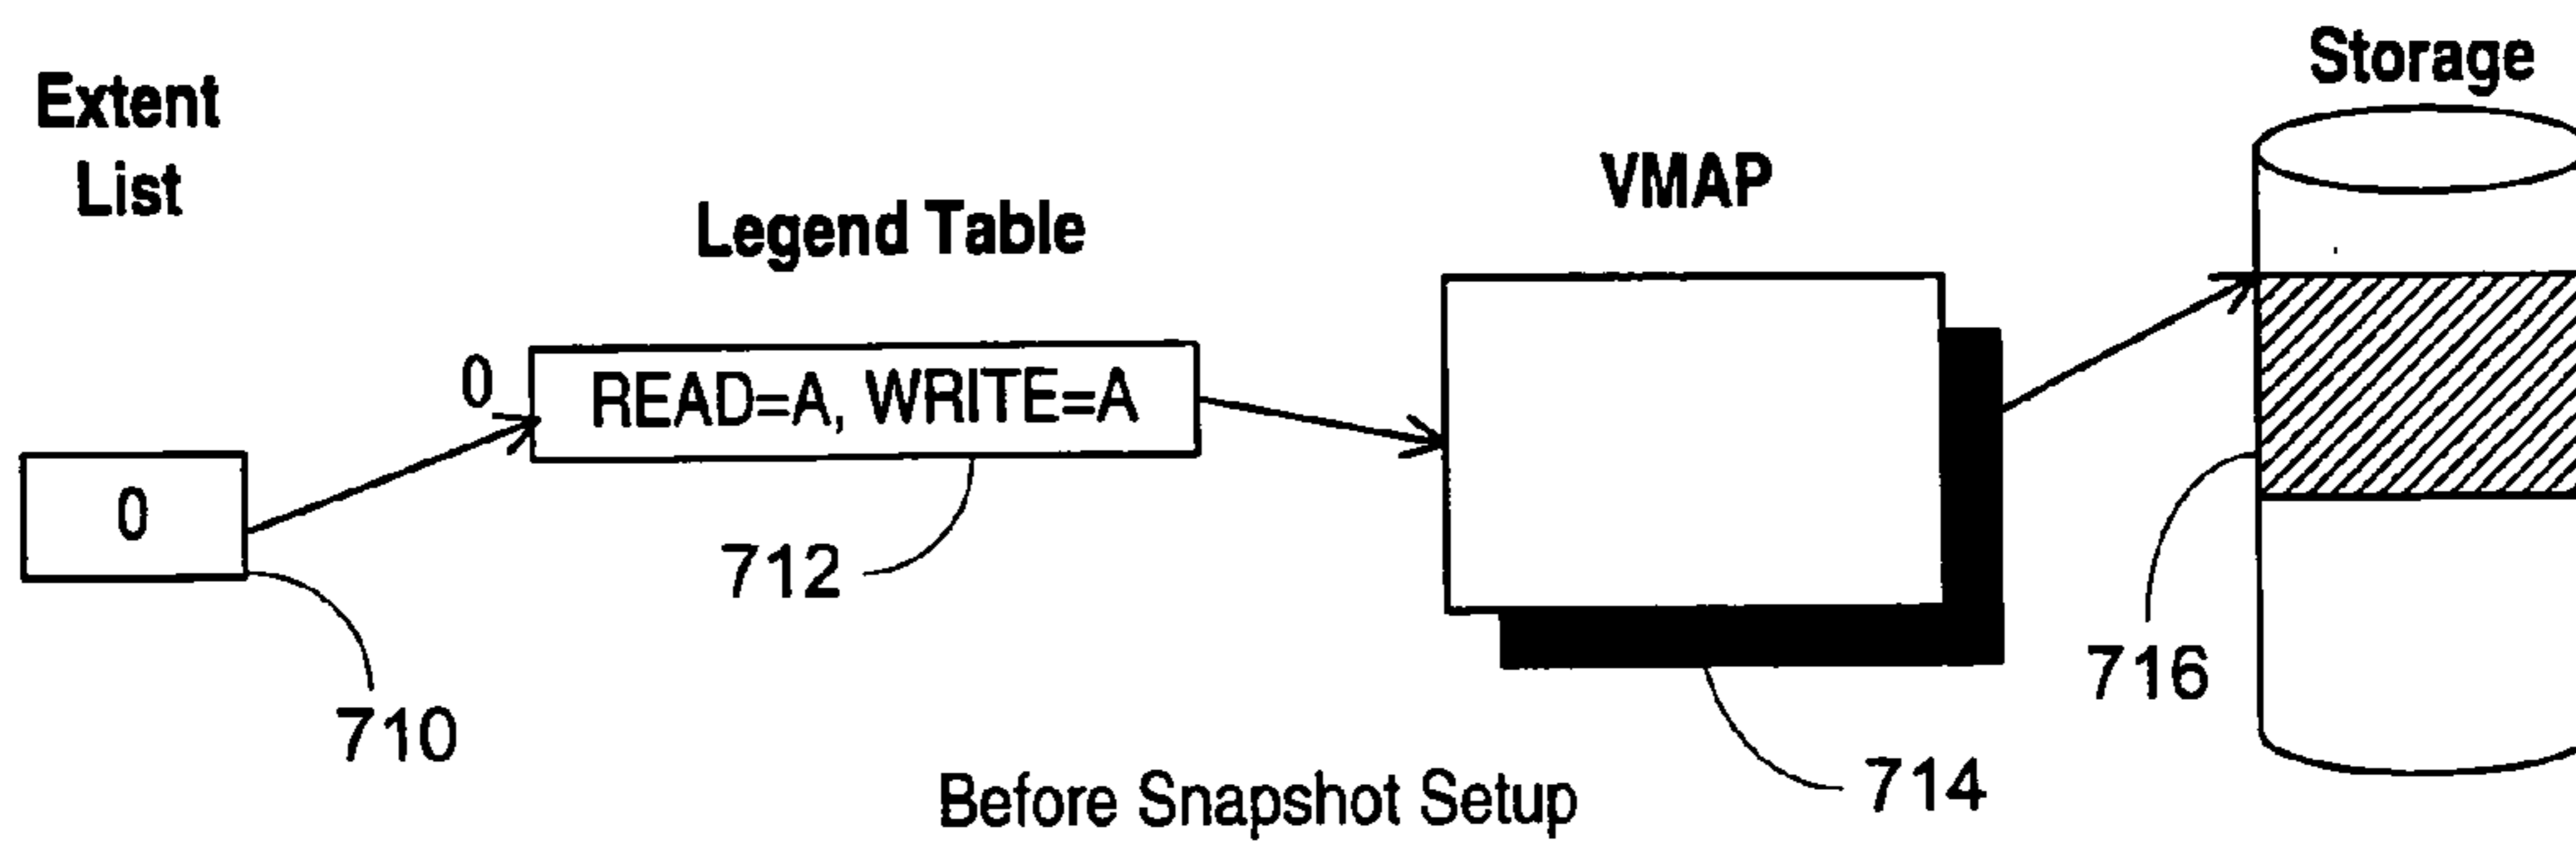 Storage
Extent
List
VMAP
Legend Table
0
READ=A, WRITE=A
0
712
716
710
714
Before Snapshot Setup